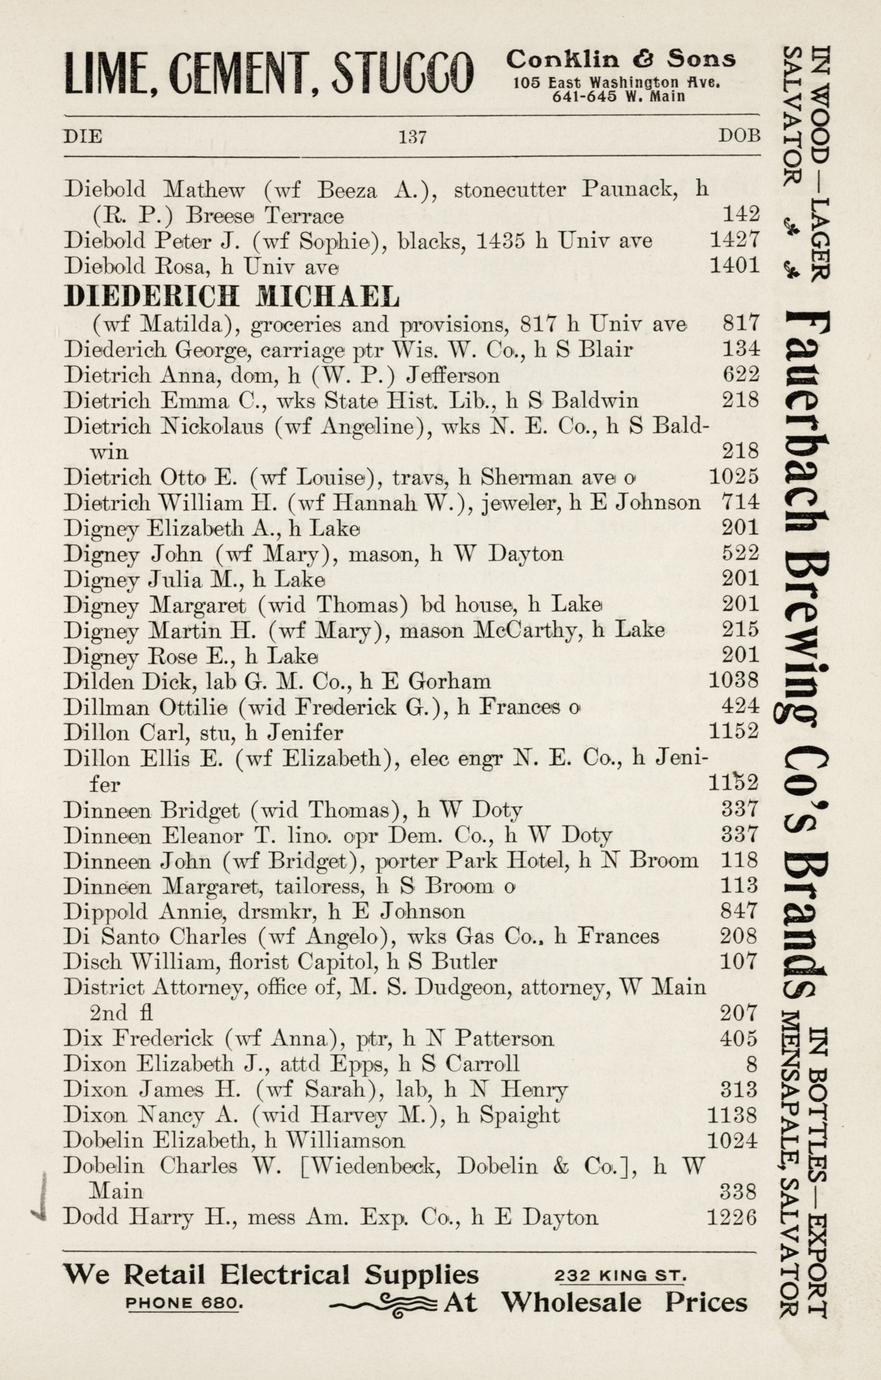 LIME, CEMENT, STUCCO
Conklin & Sons
105 East Washington Ave.
641-645 W. Main
DIE 137 DOB
Diebold Mathew (wf Beeza A.), stonecutter Paunack, h
(R. P.) Breese Terrace 142
Diebold Peter J. (wf Sophie), blacks, 1435 h Univ ave 1427
Diebold Rosa, h Univ ave 1401
DIEDERICH MICHAEL
(wf Matilda), groceries and provisions, 817 h Univ ave 817
Diederich George, carriage ptr Wis. W. Co., h S Blair 134
Dietrich Anna, dom, h (W. P.) Jefferson 622
Dietrich Emma C., wks State Hist. Lib., h S Baldwin 218
Dietrich Nickolaus (wf Angeline), wks N. E. Co., h S Bald-
win 218
Dietrich Otto E. (wf Louise), travs, h Sherman ave o 1025
Dietrich William H. (wf Hannah W.), jeweler, h E Johnson 714
Digney Elizabeth A., h Lake 201
Digney John (wf Mary), mason, h W Dayton 522
Digney Julia M., h Lake 201
Digney Margaret (wid Thomas) bd house, h Lake 201
Digney Martin H. (wf Mary), mason McCarthy, h Lake 215
Digney Rose E., h Lake 201
Dilden Dick, lab G. M. Co., h E Gorham 1038
Dillman Ottilie (wid Frederick G.), h Frances o 424
Dillon Carl, stu, h Jenifer 1152
Dillon Ellis E. (wf Elizabeth), elec engr N. E. Co., h Jeni-
fer 1152
Dinneen Bridget (wid Thomas), h W Doty 337
Dinneen Eleanor T. lino. opr Dem. Co., h W Doty 337
Dinneen John (wf Bridget), porter Park Hotel, h N Broom 118
Dinneen Margaret, tailoress, h S Broom o 113
Dippold Annie, drsmkr, h E Johnson 847
Di Santo Charles (wf Angelo), wks Gas Co., h Frances 208
Disch William, florist Capitol, h S Butler 107
District Attorney, office of, M. S. Dudgeon, attorney, W Main
2nd fl 207
Dix Frederick (wf Anna), ptr, h N Patterson 405
Dixon Elizabeth J., attd Epps, h S Carroll 8
Dixon James H. (wf Sarah), lab, h N Henry 313
Dixon Nancy A. (wid Harvey M.), h Spaight 1138
Dobelin Elizabeth, h Williamson 1024
Dobelin Charles W. [Wiedenbeck, Dobelin & Co.], h W
Main 338
Dodd Harry H., mess Am. Exp. Co., h E Dayton 1226
We Retail Electrical Supplies 232 KING ST.
PHONE 680. At Wholesale Prices
IN WOOD—LAGER
SALVATOR
Fauerbach Brewing Co's Brands
IN BOTTLES—EXPORT
MENSAPALE, SALVATOR